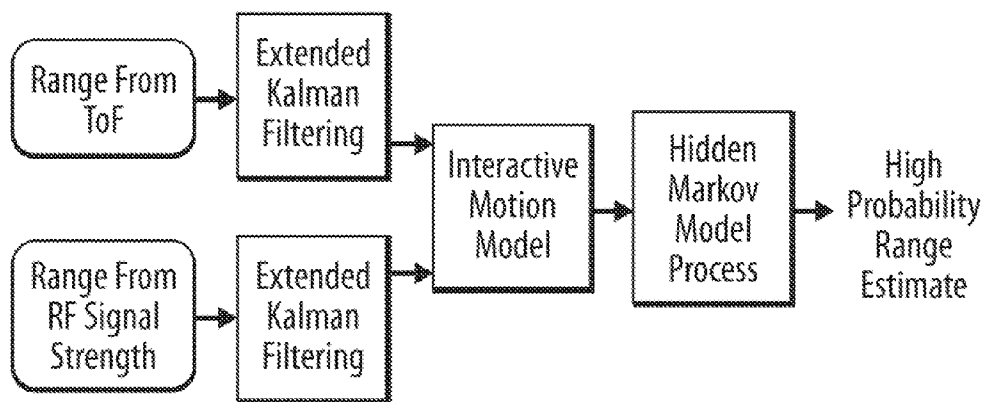 Range From
ToF
Extended
Kalman
Filtering
Range From
RF Signal
Strength
Extended
Kalman
Filtering
Interactive
Motion
Model
Hidden
Markov
Model
Process
High
Probability
Range
Estimate